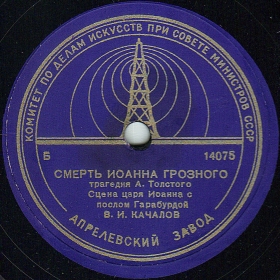 КОМИТЕТ ПО ДЕЛАМ ИСКУССТВ ПРИ СОВЕТЕ МИНИСТРОВ СССР
Б 14075
СМЕРТЬ ИОАННА ГРОЗНОГО
трагедия А. Толстого
Сцена царя Иоанна с
послом Гарабурдой
В. И. КАЧАЛОВ
АПРЕЛЕВСКИЙ ЗАВОД